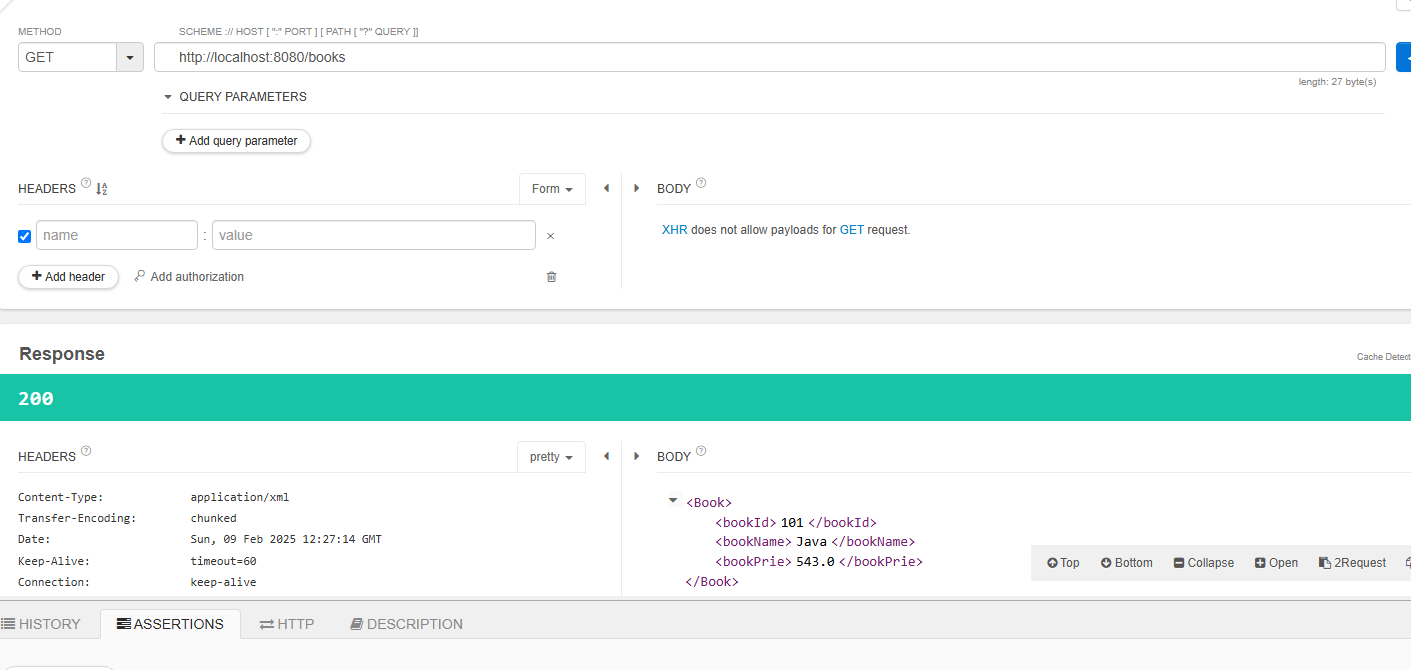 METHOD SCHEME :// HOST [ ":" PORT ] [ PATH [ "?" QUERY ]]
GET http://localhost:8080/books
length: 27 byte(s)
QUERY PARAMETERS
+ Add query parameter
HEADERS ? Form BODY ?
name : value ×
XHR does not allow payloads for GET request.
+ Add header Add authorization
Response
Cache Detect
200
HEADERS ? pretty BODY ?
Content-Type: application/xml
Transfer-Encoding: chunked
Date: Sun, 09 Feb 2025 12:27:14 GMT
Keep-Alive: timeout=60
Connection: keep-alive
<Book>
<bookId> 101 </bookId>
<bookName> Java </bookName>
<bookPrie> 543.0 </bookPrie>
</Book>
Top Bottom Collapse Open 2Request
HISTORY ASSERTIONS HTTP DESCRIPTION